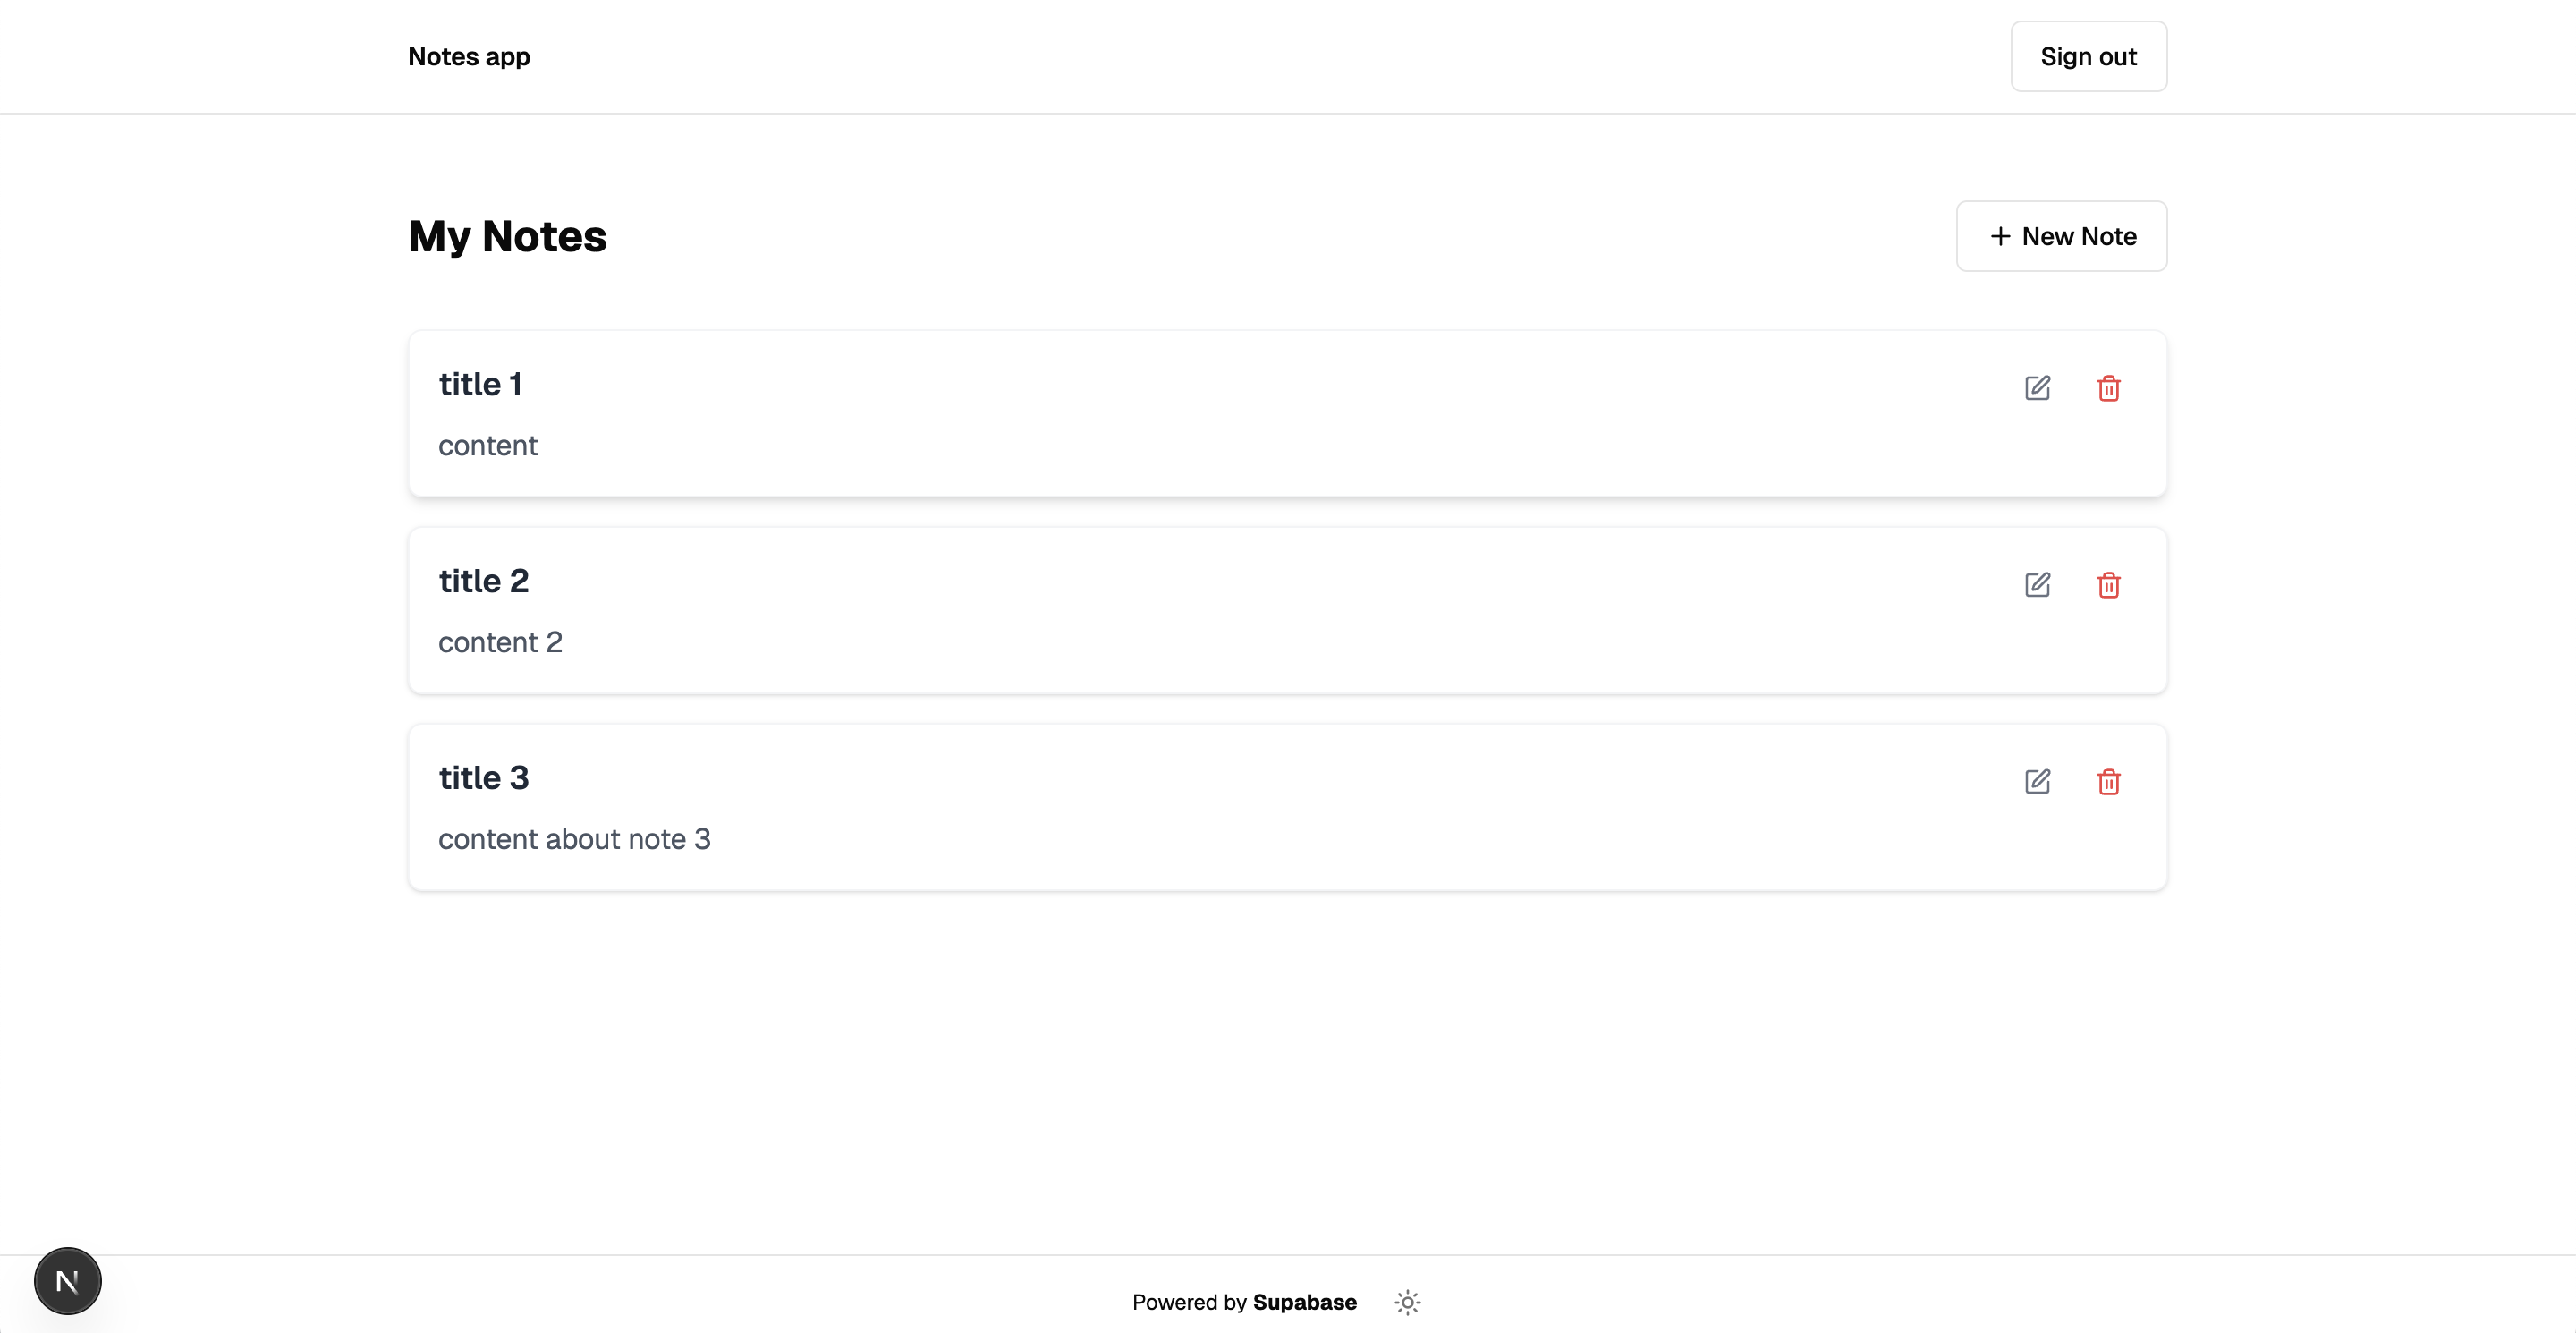 Notes app
Sign out
My Notes
+ New Note
title 1
content
title 2
content 2
title 3
content about note 3
N
Powered by Supabase